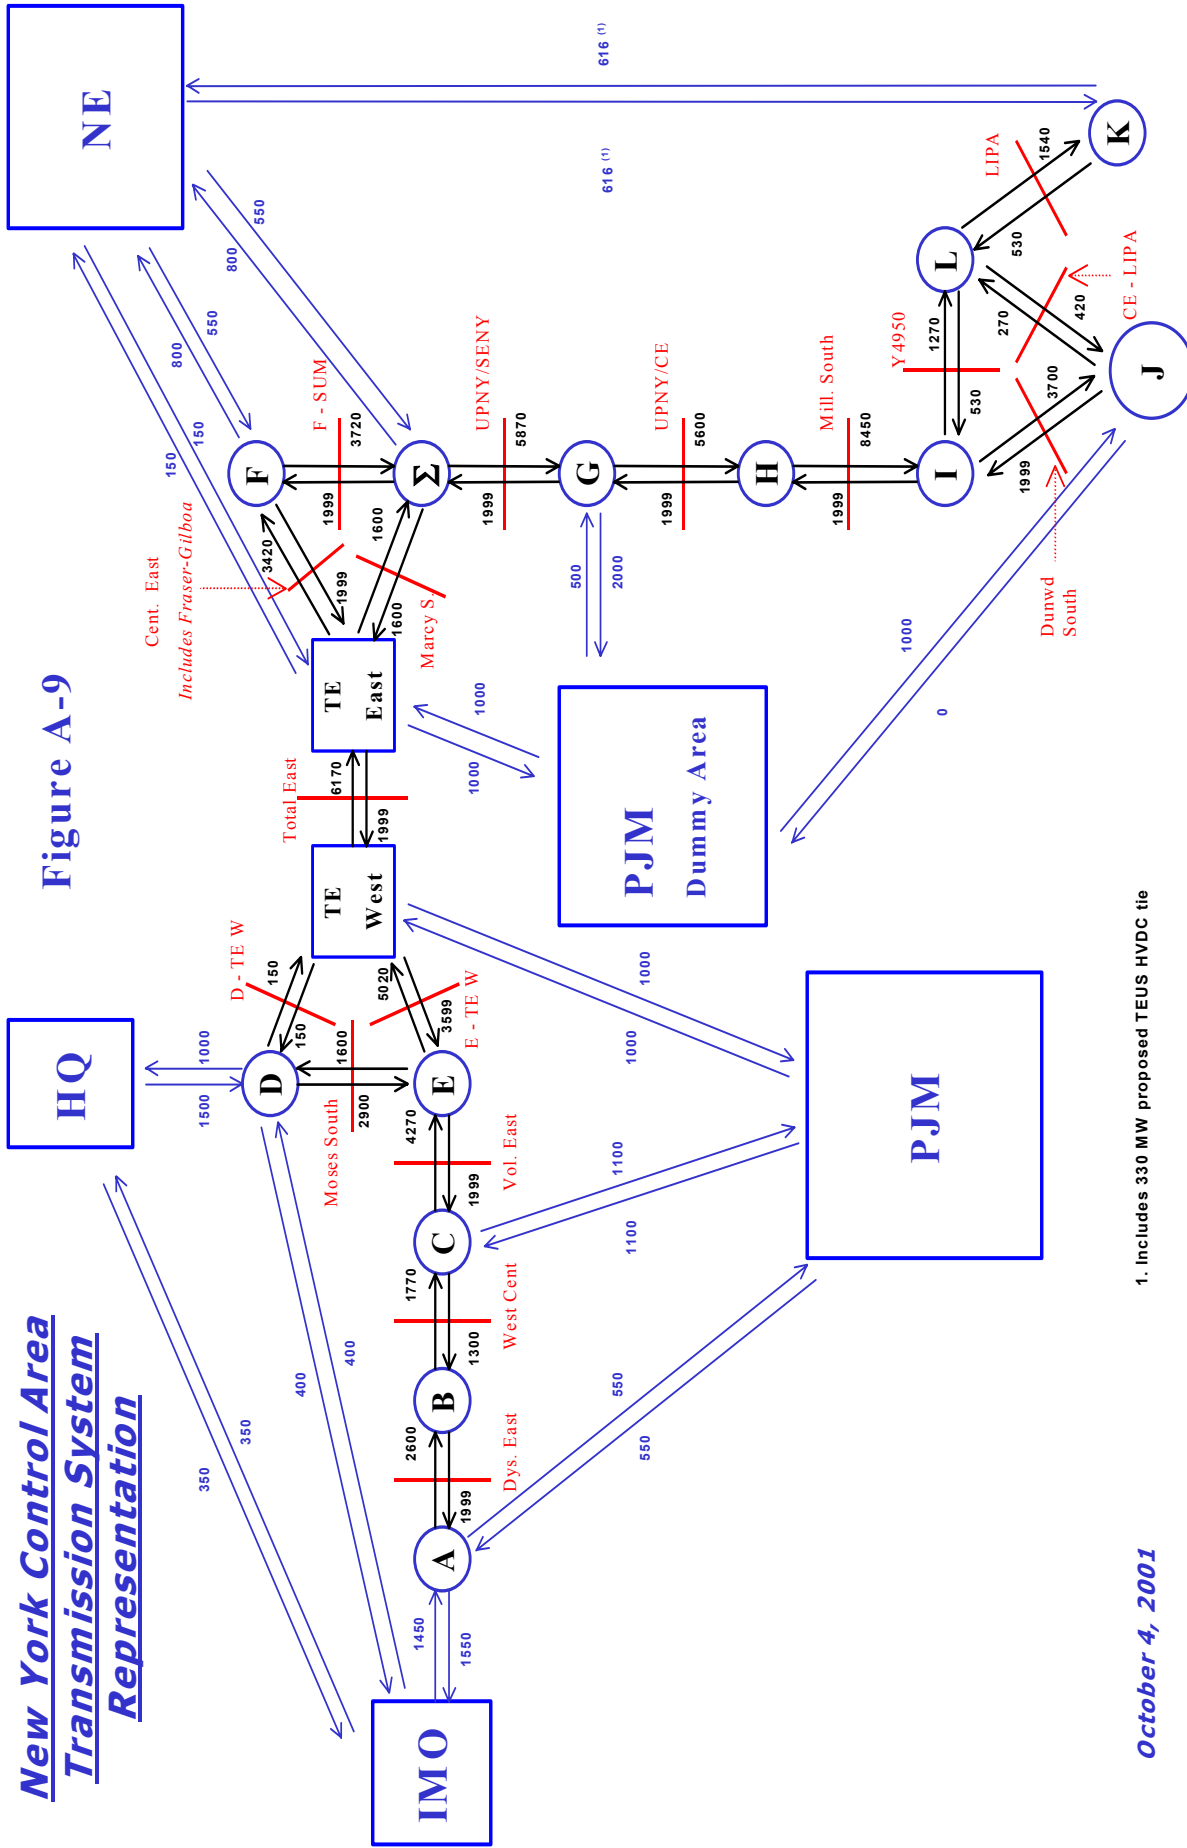 New York Control Area
Transmission System
Representation
Figure A-9
HQ
NE
IMO
PJM
PJM
Dummy Area
TE
West
TE
East
A
B
C
D
E
F
Σ
G
H
I
J
K
L
350
350
400
400
1450
1550
1500
1000
Moses South
2900
1600
D - TE W
150
150
E - TE W
5020
3599
Dys. East
2600
1999
West Cent
1770
1300
Vol. East
4270
1999
Total East
6170
1999
Cent. East
Includes Fraser-Gilboa
3420
1999
Marcy S.
1600
1600
150
150
800
550
800
550
F - SUM
1999
3720
UPNY/SENY
1999
5870
UPNY/CE
1999
5600
Mill. South
1999
8450
Y4950
1270
530
LIPA
530
1540
CE - LIPA
270
420
Dunwd
South
1999
3700
616 (1)
616 (1)
500
2000
1000
1000
1000
0
1000
1000
1100
1100
550
550
1. Includes 330 MW proposed TEUS HVDC tie
October 4, 2001